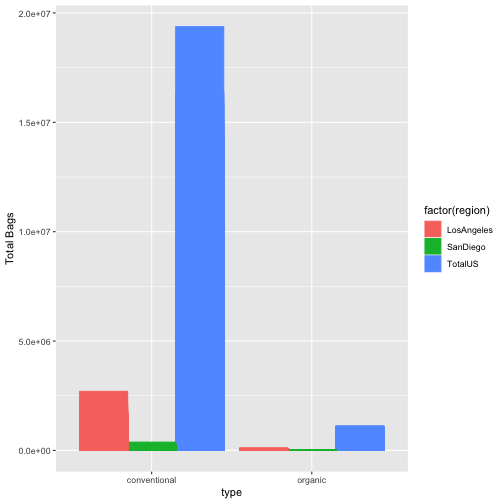 2.0e+07
1.5e+07
1.0e+07
5.0e+06
0.0e+00
Total Bags
conventional organic
type
factor(region)
LosAngeles
SanDiego
TotalUS